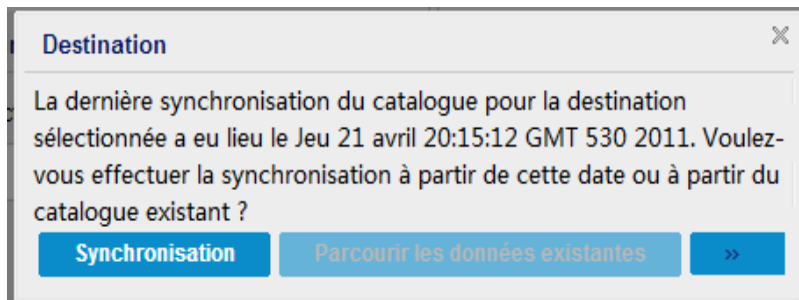 Destination
La dernière synchronisation du catalogue pour la destination
sélectionnée a eu lieu le Jeu 21 avril 20:15:12 GMT 530 2011. Voulez-
vous effectuer la synchronisation à partir de cette date ou à partir du
catalogue existant ?
Synchronisation Parcourir les données existantes »